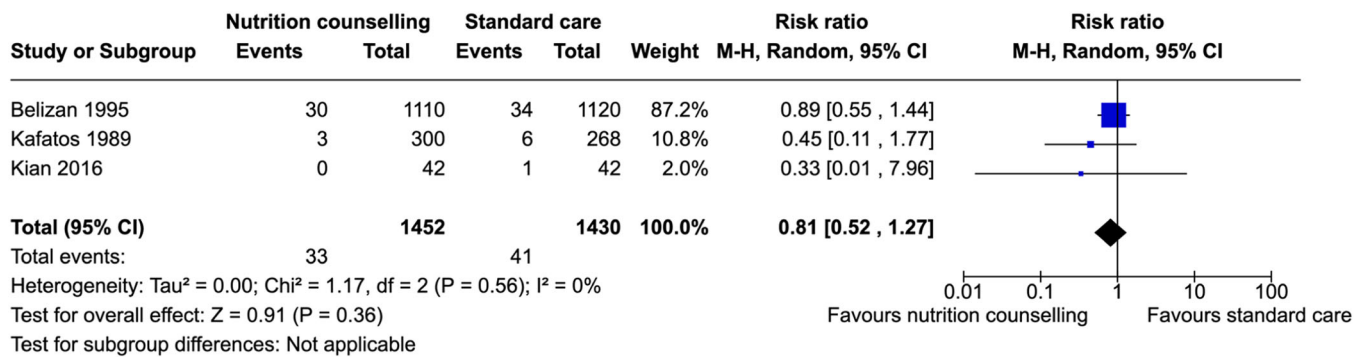 Nutrition counselling Standard care Risk ratio Risk ratio
Study or Subgroup Events Total Events Total Weight M-H, Random, 95% CI M-H, Random, 95% CI
Belizan 1995 30 1110 34 1120 87.2% 0.89 [0.55 , 1.44]
Kafatos 1989 3 300 6 268 10.8% 0.45 [0.11 , 1.77]
Kian 2016 0 42 1 42 2.0% 0.33 [0.01 , 7.96]
Total (95% CI) 1452 1430 100.0% 0.81 [0.52 , 1.27]
Total events: 33 41
Heterogeneity: Tau² = 0.00; Chi² = 1.17, df = 2 (P = 0.56); I² = 0%
0.01 0.1 1 10 100
Test for overall effect: Z = 0.91 (P = 0.36) Favours nutrition counselling Favours standard care
Test for subgroup differences: Not applicable